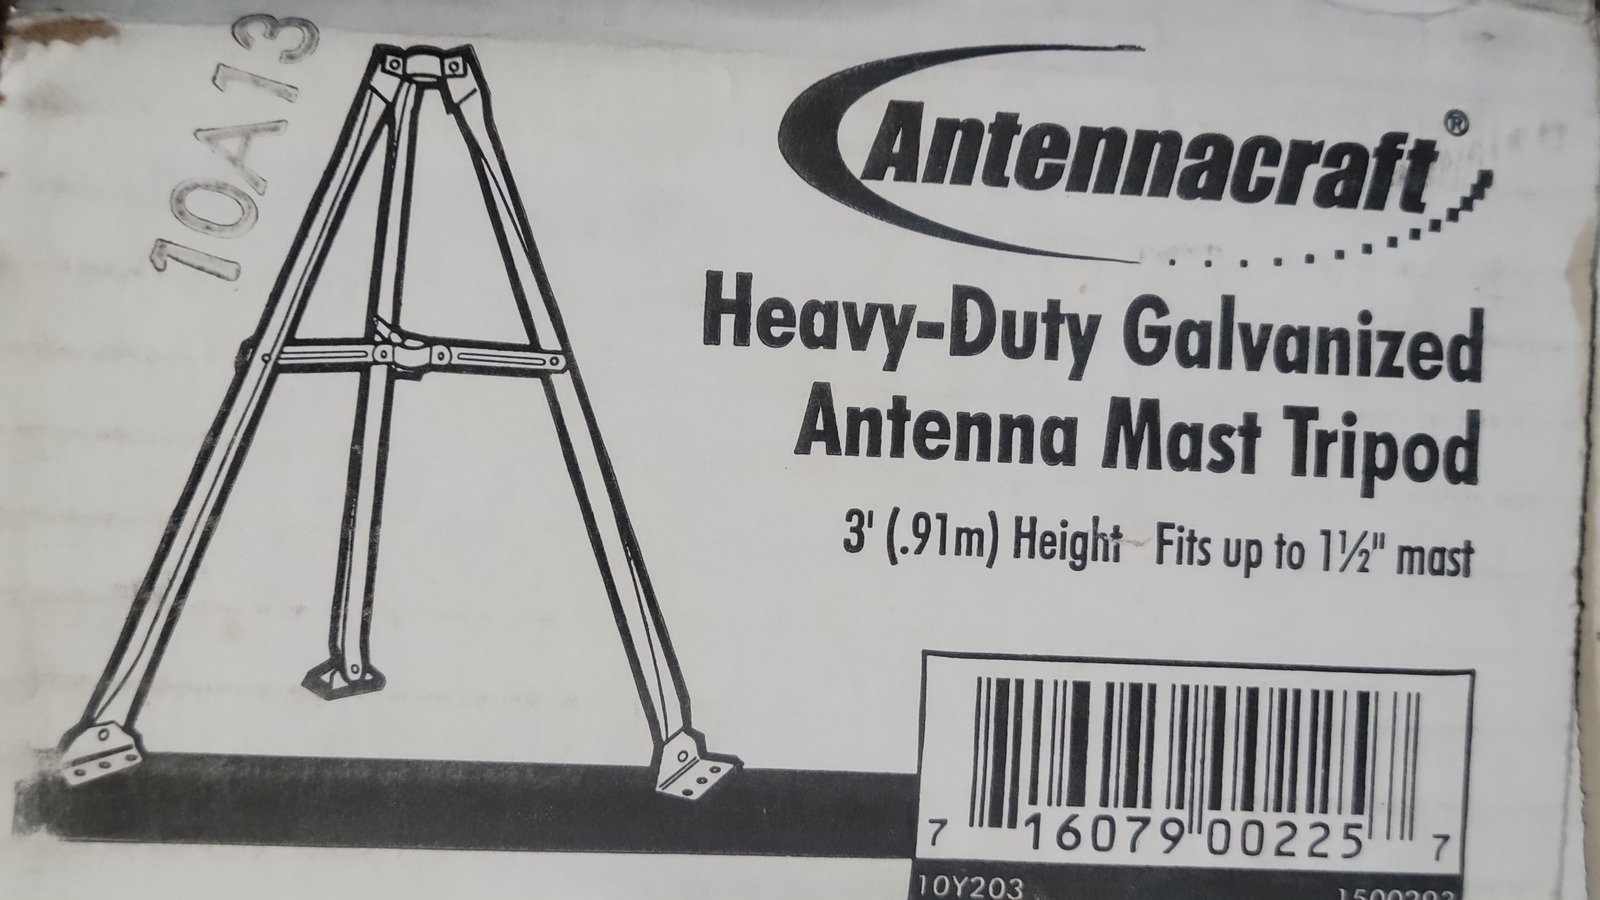 10A13
Antennacraft®
Heavy-Duty Galvanized
Antenna Mast Tripod
3' (.91m) Height Fits up to 1½" mast
7 16079 00225 7
10Y203